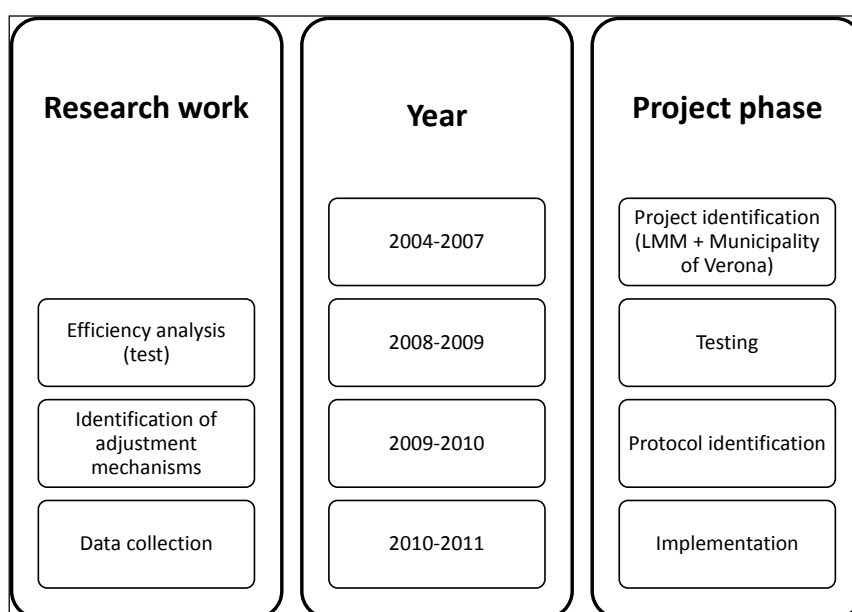 Research work
Efficiency analysis
(test)
Identification of
adjustment
mechanisms
Data collection
Year
2004-2007
2008-2009
2009-2010
2010-2011
Project phase
Project identification
(LMM + Municipality
of Verona)
Testing
Protocol identification
Implementation